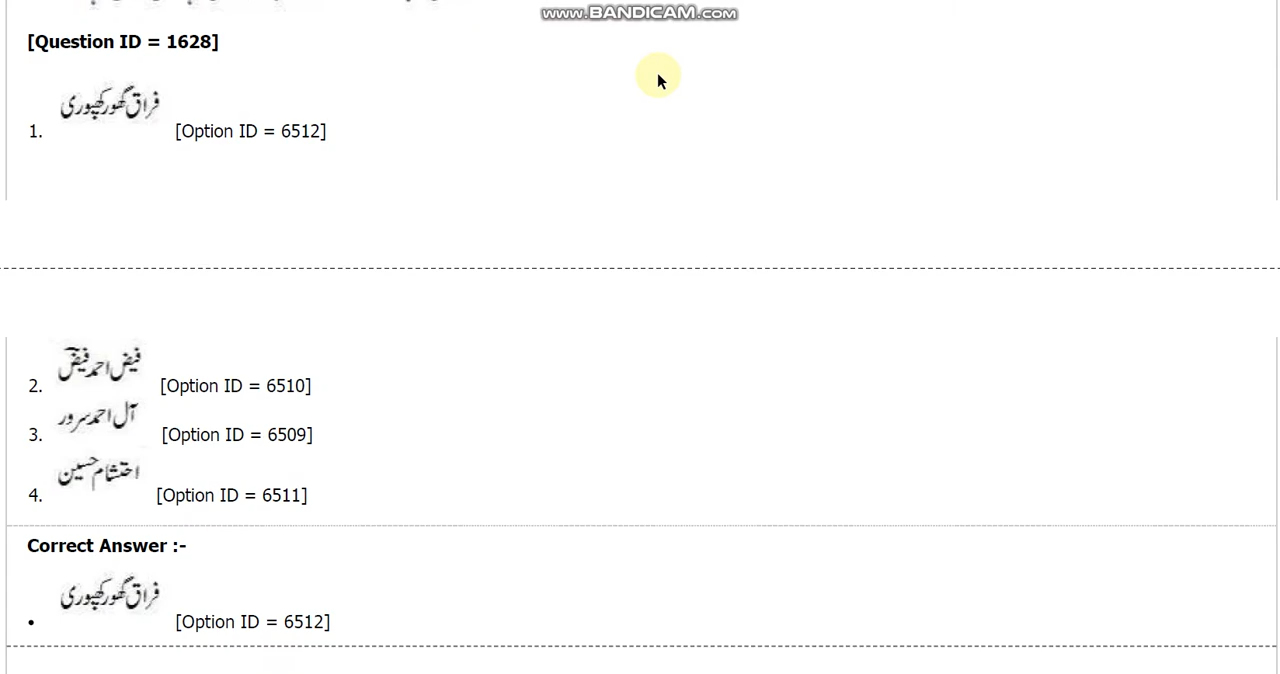 www.BANDICAM.com
[Question ID = 1628]
فراق گھورکھپوری
1. [Option ID = 6512]
فیض احمد فیض
2. [Option ID = 6510]
آل احمد سرور
3. [Option ID = 6509]
احتشام حسین
4. [Option ID = 6511]
Correct Answer :-
فراق گھورکھپوری
• [Option ID = 6512]